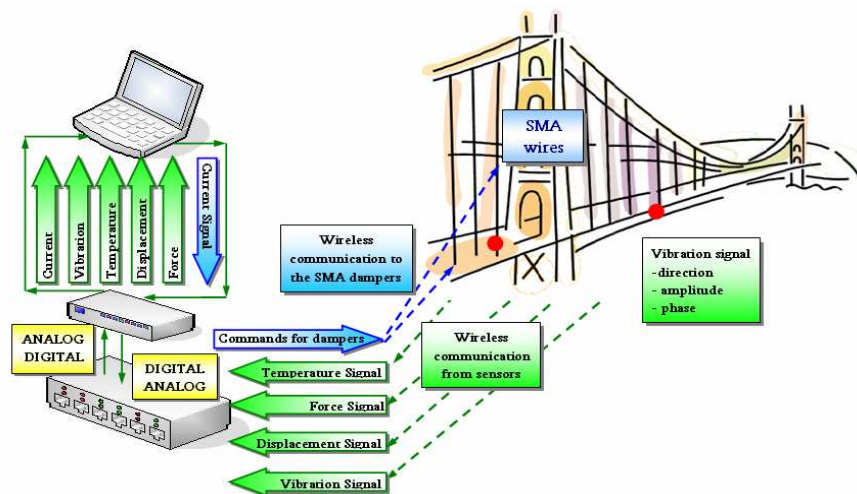 SMA
wires
Current
Vibration
Temperature
Displacement
Force
Current Signal
Wireless
communication to
the SMA dampers
Vibration signal
-direction
- amplitude
- phase
ANALOG
DIGITAL
DIGITAL
ANALOG
Commands for dampers
Wireless
communication
from sensors
Temperature Signal
Force Signal
Displacement Signal
Vibration Signal